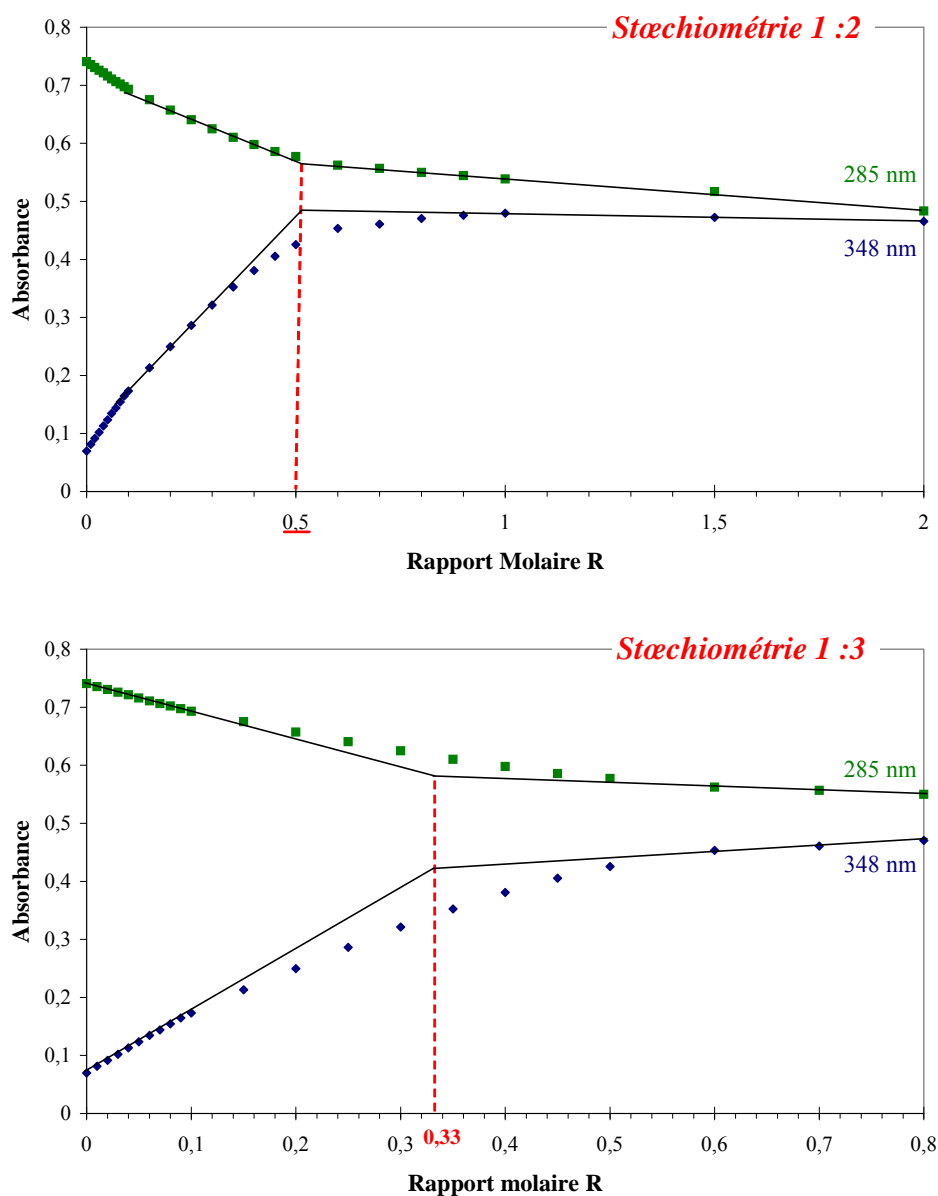 Stœchiométrie 1 :2
0,8
0,7
0,6
0,5
0,4
0,3
0,2
0,1
0
Absorbance
285 nm
348 nm
0 0,5 1 1,5 2
Rapport Molaire R
Stœchiométrie 1 :3
0,8
0,7
0,6
0,5
0,4
0,3
0,2
0,1
0
Absorbance
285 nm
348 nm
0 0,1 0,2 0,3 0,33 0,4 0,5 0,6 0,7 0,8
Rapport molaire R